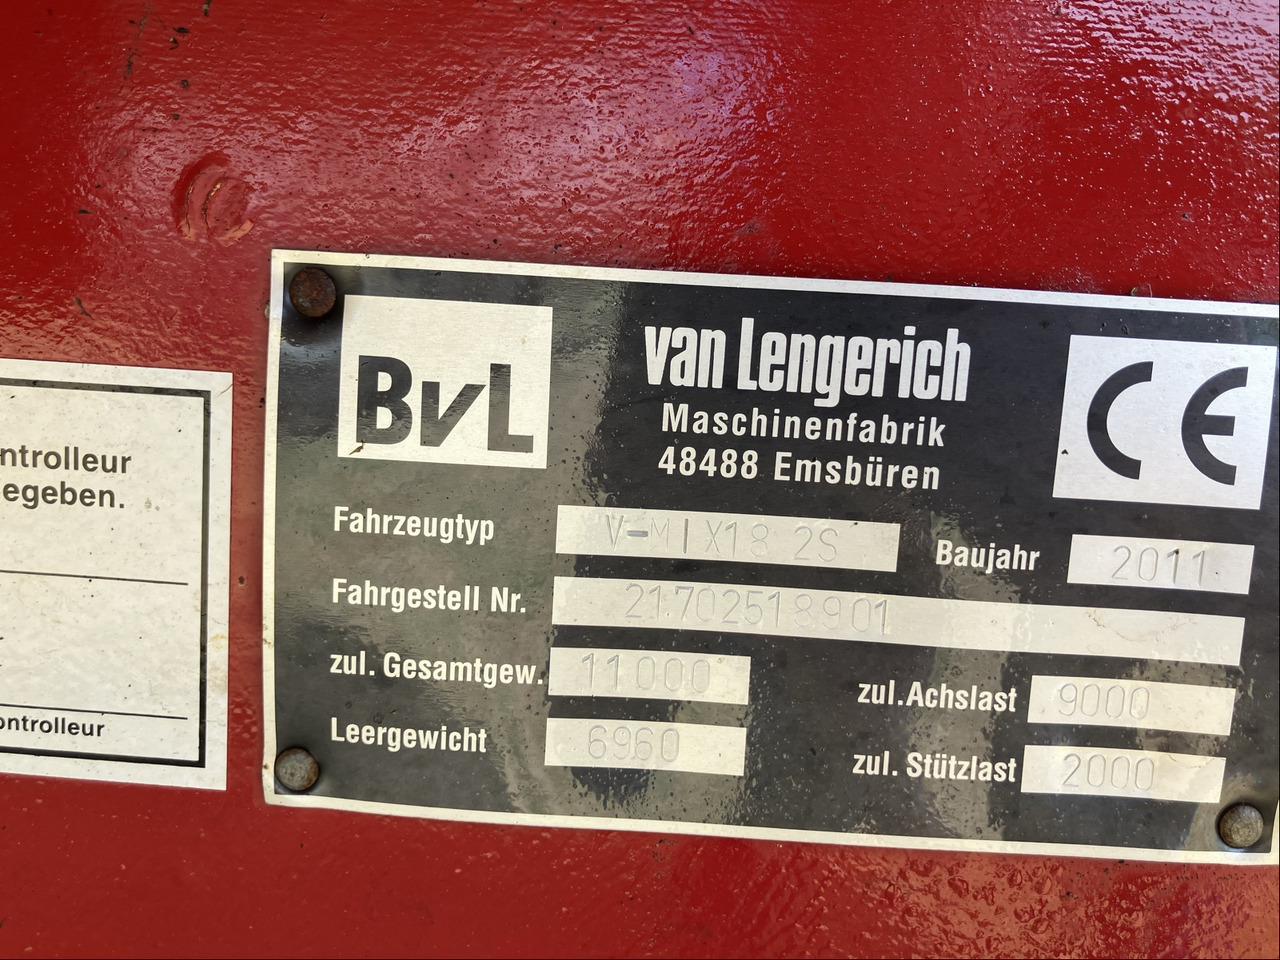 ntrolleur
egeben.
ontrolleur
BvL
van Lengerich
Maschinenfabrik
48488 Emsbüren
CE
Fahrzeugtyp V-MIX18 2S
Baujahr 2011
Fahrgestell Nr. 21702518901
zul. Gesamtgew. 11000
zul.Achslast 9000
Leergewicht 6960
zul. Stützlast 2000